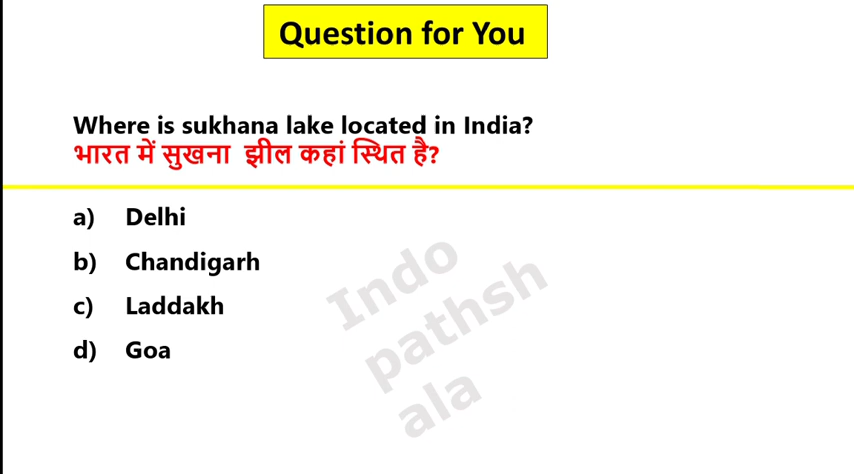 Question for You
Where is sukhana lake located in India?
भारत में सुखना झील कहां स्थित है?
a) Delhi
b) Chandigarh
c) Laddakh
d) Goa
Indo
pathsh
ala